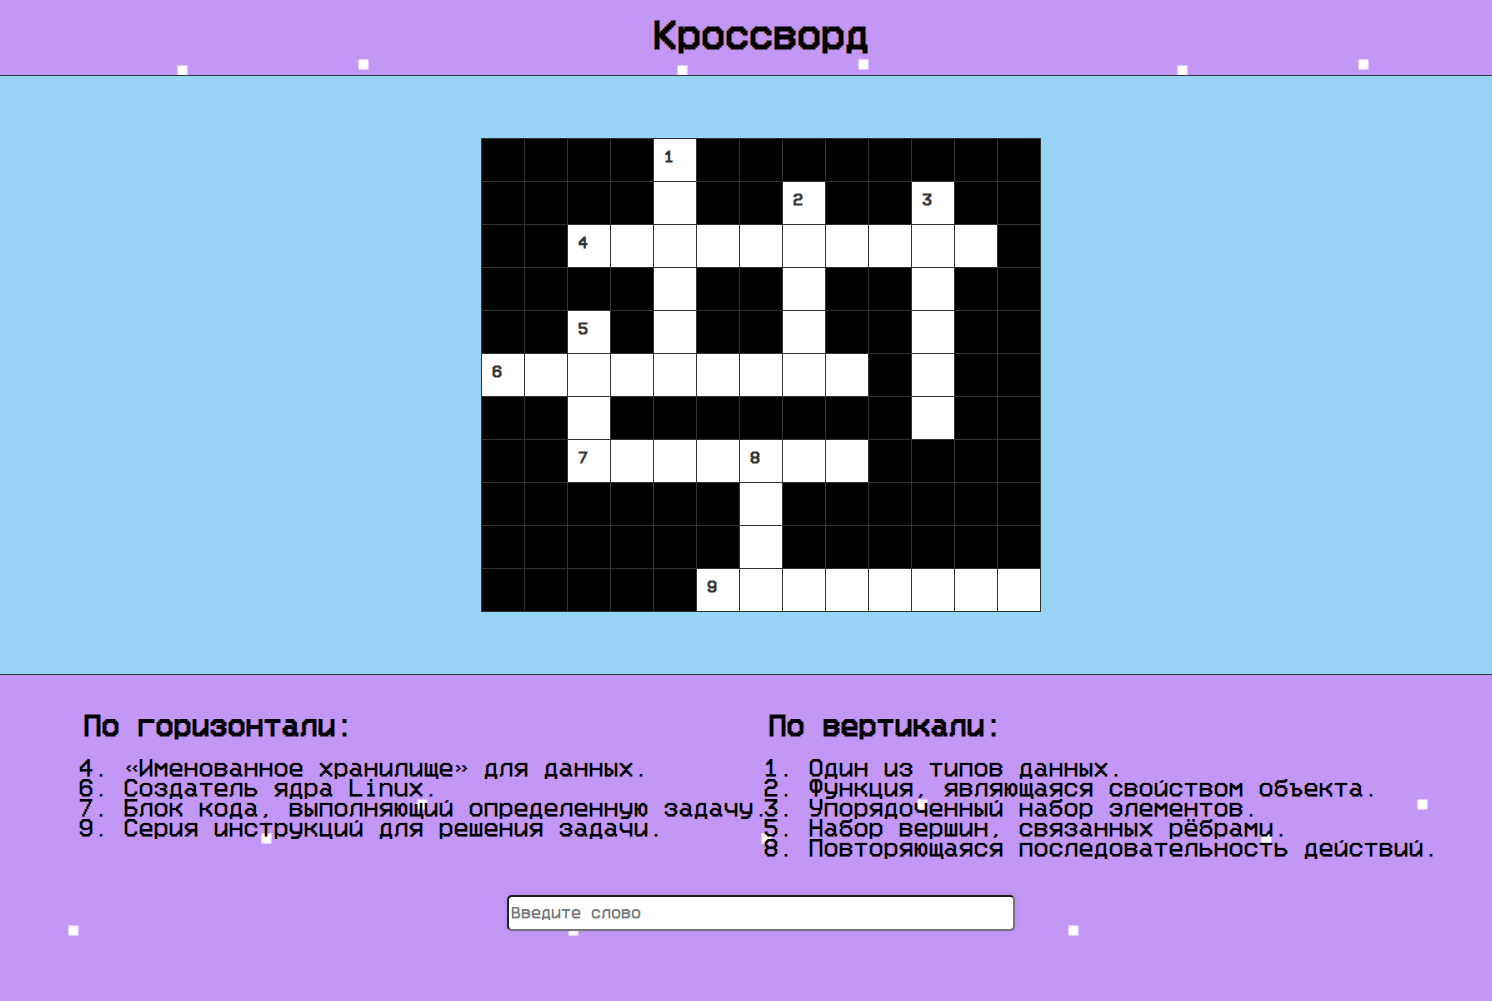 Кроссворд
1
2 3
4
5
6
7 8
9
По горизонтали:
4. «Именованное хранилище» для данных.
6. Создатель ядра Linux.
7. Блок кода, выполняющий определенную задачу.
9. Серия инструкций для решения задачи.
По вертикали:
1. Один из типов данных.
2. Функция, являющаяся свойством объекта.
3. Упорядоченный набор элементов.
5. Набор вершин, связанных рёбрами.
8. Повторяющаяся последовательность действий.
Введите слово